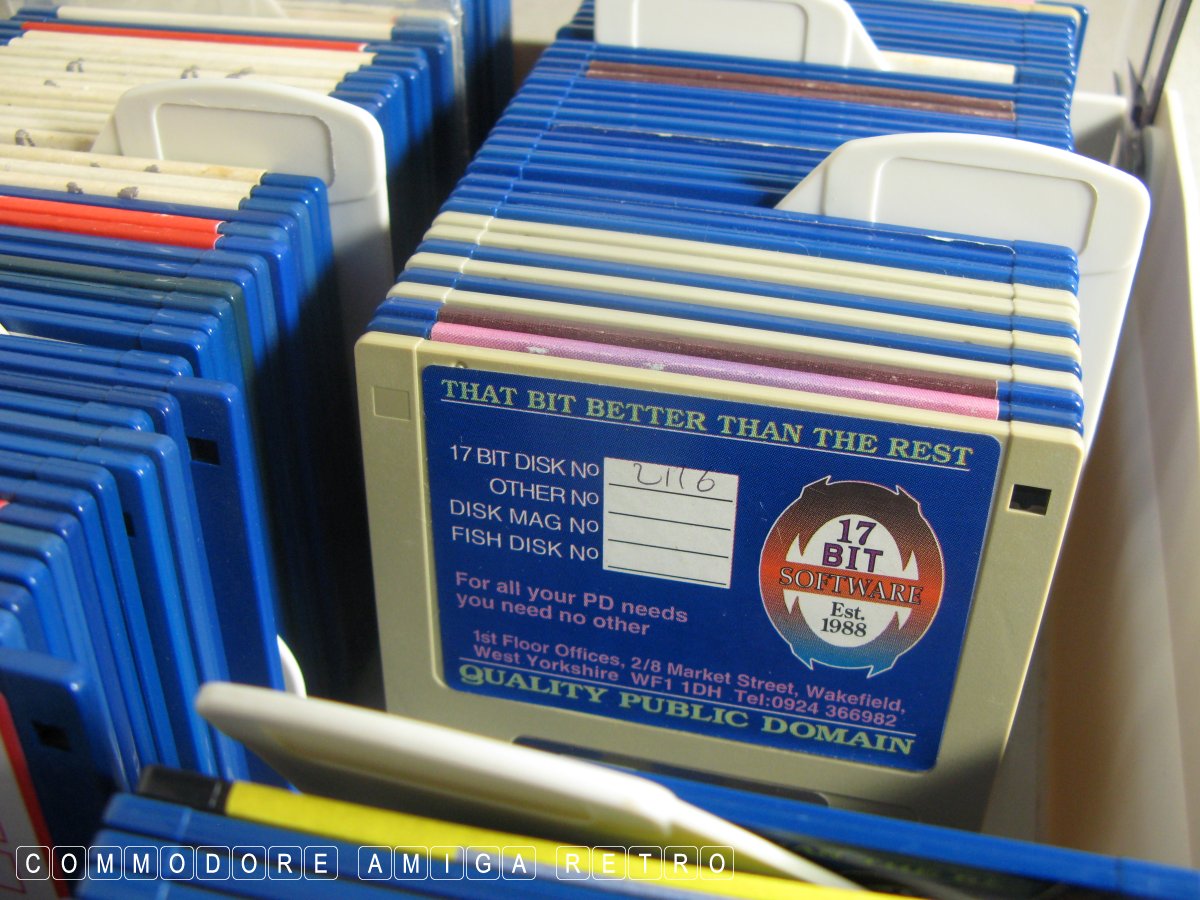 THAT BIT BETTER THAN THE REST
17 BIT DISK No 2116
OTHER No
DISK MAG No
FISH DISK No
For all your PD needs
you need no other
17
BIT
SOFTWARE
Est.
1988
1st Floor Offices, 2/8 Market Street, Wakefield,
West Yorkshire WF1 1DH Tel:0924 366982
QUALITY PUBLIC DOMAIN
COMMODORE AMIGA RETRO